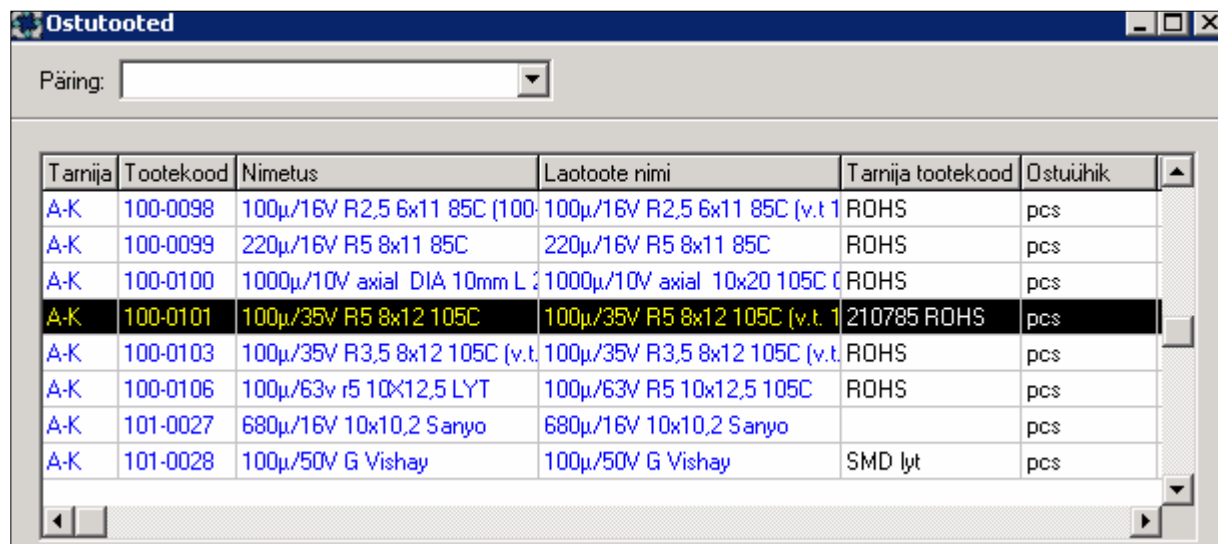 Ostutooted
Päring:
Tarnija Tootekood Nimetus Laotoote nimi Tarnija tootekood Ostuühik
A-K 100-0098 100µ/16V R2,5 6x11 85C (100- 100µ/16V R2,5 6x11 85C (v.t 1 ROHS pcs
A-K 100-0099 220µ/16V R5 8x11 85C 220µ/16V R5 8x11 85C ROHS pcs
A-K 100-0100 1000µ/10V axial DIA 10mm L 1000µ/10V axial 10x20 105C ROHS pcs
A-K 100-0101 100µ/35V R5 8x12 105C 100µ/35V R5 8x12 105C (v.t. 1 210785 ROHS pcs
A-K 100-0103 100µ/35V R3,5 8x12 105C (v.t. 100µ/35V R3,5 8x12 105C (v.t. ROHS pcs
A-K 100-0106 100µ/63v r5 10X12,5 LYT 100µ/63V R5 10x12,5 105C ROHS pcs
A-K 101-0027 680µ/16V 10x10,2 Sanyo 680µ/16V 10x10,2 Sanyo pcs
A-K 101-0028 100µ/50V G Vishay 100µ/50V G Vishay SMD lyt pcs